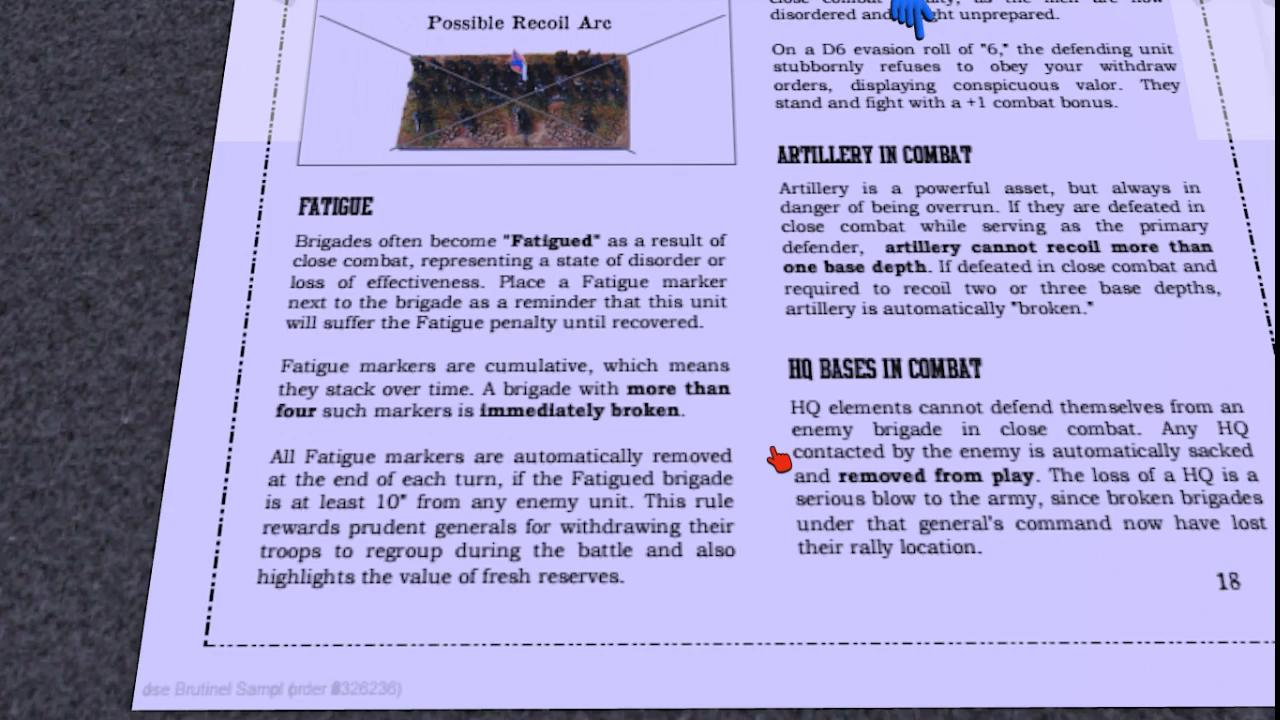 Possible Recoil Arc
FATIGUE
Brigades often become "Fatigued" as a result of
close combat, representing a state of disorder or
loss of effectiveness. Place a Fatigue marker
next to the brigade as a reminder that this unit
will suffer the Fatigue penalty until recovered.
Fatigue markers are cumulative, which means
they stack over time. A brigade with more than
four such markers is immediately broken.
All Fatigue markers are automatically removed
at the end of each turn, if the Fatigued brigade
is at least 10" from any enemy unit. This rule
rewards prudent generals for withdrawing their
troops to regroup during the battle and also
highlights the value of fresh reserves.
disordered and unprepared.
On a D6 evasion roll of "6," the defending unit
stubbornly refuses to obey your withdraw
orders, displaying conspicuous valor. They
stand and fight with a +1 combat bonus.
ARTILLERY IN COMBAT
Artillery is a powerful asset, but always in
danger of being overrun. If they are defeated in
close combat while serving as the primary
defender, artillery cannot recoil more than
one base depth. If defeated in close combat and
required to recoil two or three base depths,
artillery is automatically "broken."
HQ BASES IN COMBAT
HQ elements cannot defend themselves from an
enemy brigade in close combat. Any HQ
contacted by the enemy is automatically sacked
and removed from play. The loss of a HQ is a
serious blow to the army, since broken brigades
under that general's command now have lost
their rally location.
18
Brutinel